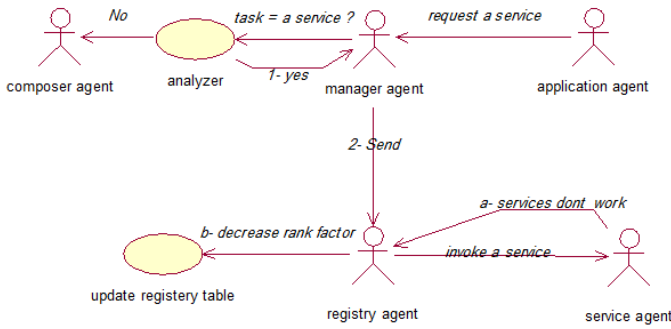 No
task = a service ?
request a service
composer agent
analyzer
1- yes
manager agent
application agent
2- Send
a- services dont work
b- decrease rank factor
invoke a service
update registery table
registry agent
service agent